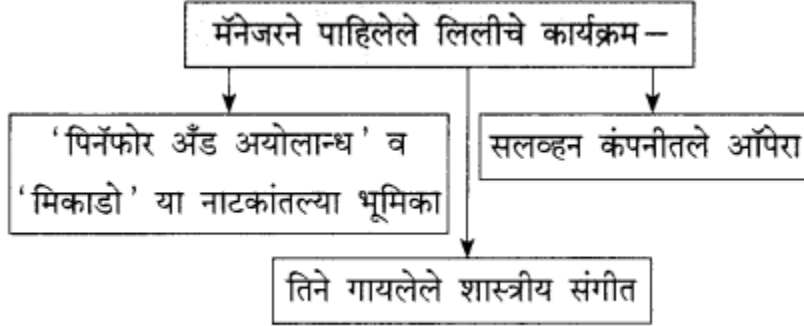 मॅनेजरने पाहिलेले लिलीचे कार्यक्रम –
‘पिनॅफोर अँड अयोलान्ध’ व
‘मिकाडो’ या नाटकांतल्या भूमिका
सलव्हन कंपनीतले ऑपेरा
तिने गायलेले शास्त्रीय संगीत